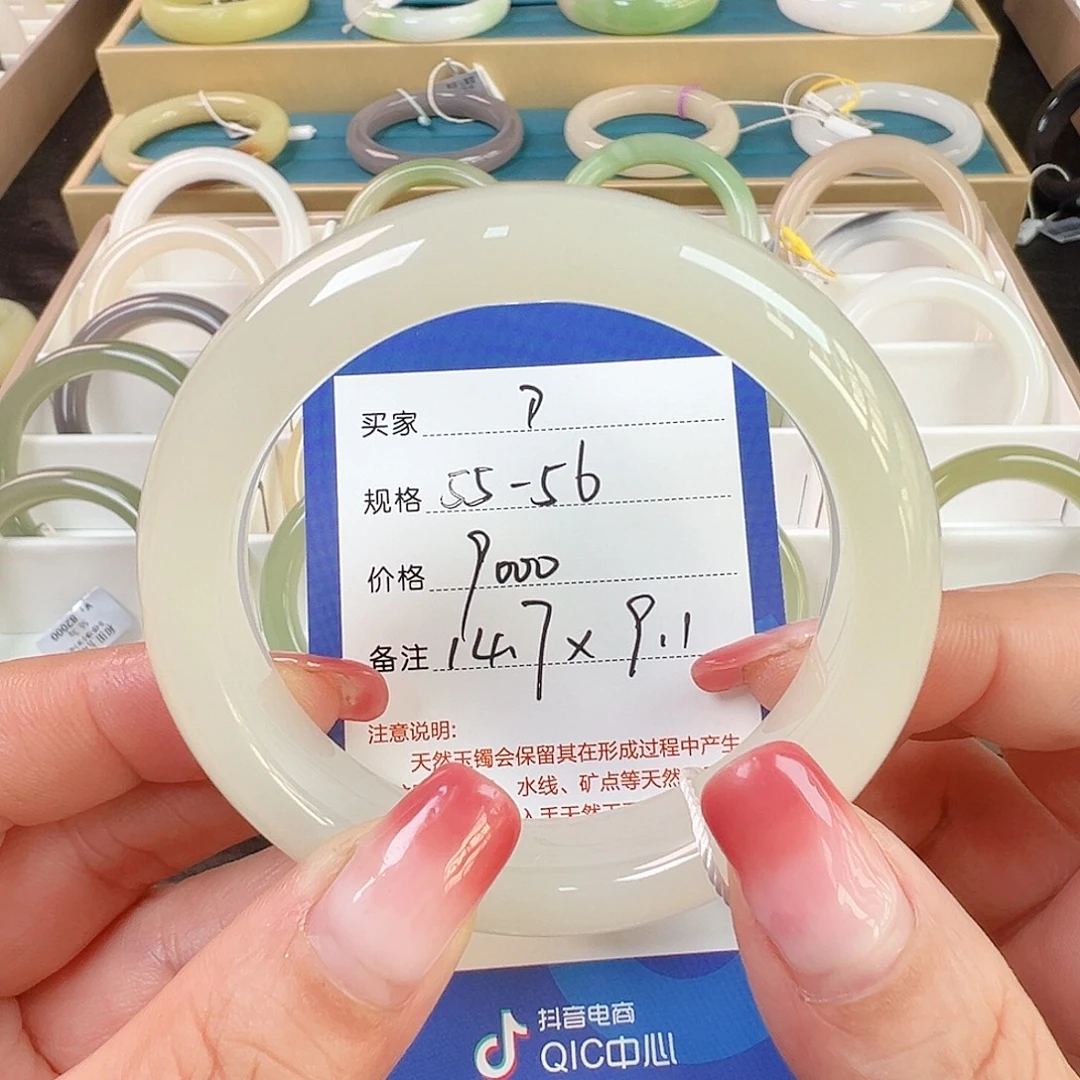 买家 P
规格 55-56
价格 9000
备注 14.7 x 9.1
注意说明:
天然玉镯会保留其在形成过程中产生
水线、矿点等天然
抖音电商
QIC中心